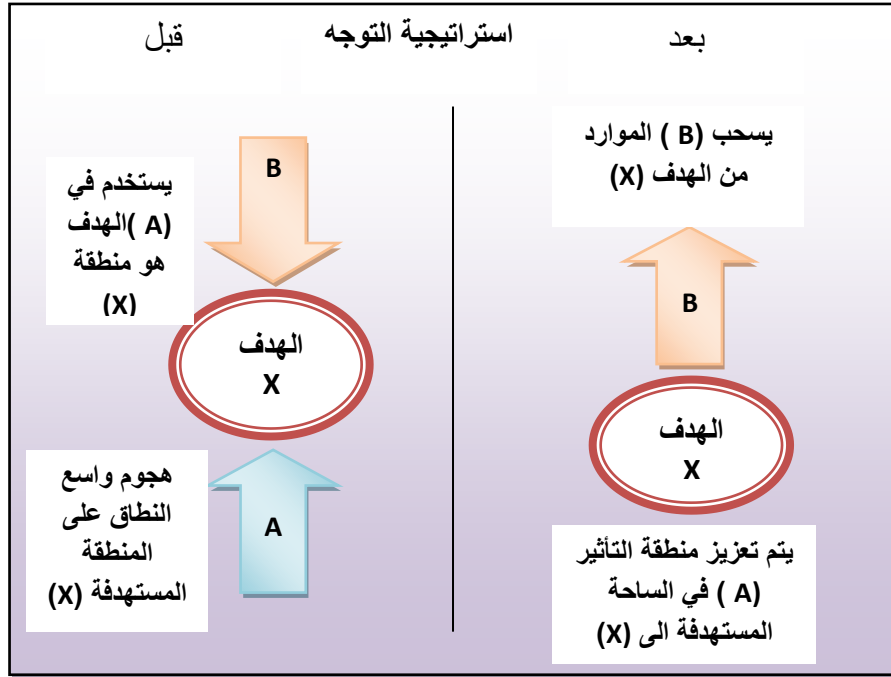 استراتيجية التوجه
بعد
قبل
يسحب (B ) الموارد
من الهدف (X)
B
يستخدم في
(A )الهدف
هو منطقة
(X)
B
الهدف
X
الهدف
X
هجوم واسع
النطاق على
المنطقة
المستهدفة (X)
A
يتم تعزيز منطقة التأثير
(A ) في الساحة
المستهدفة الى (X)